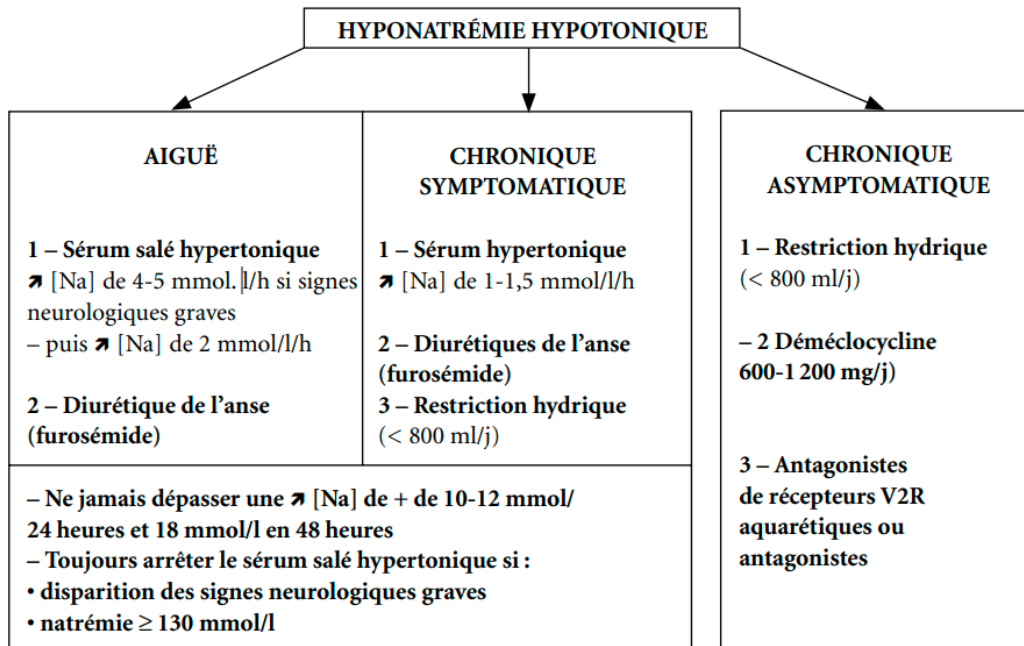 HYPONATRÉMIE HYPOTONIQUE
AIGUË
1 – Sérum salé hypertonique
↗ [Na] de 4-5 mmol. l/h si signes
neurologiques graves
– puis ↗ [Na] de 2 mmol/l/h
2 – Diurétique de l’anse
(furosémide)
CHRONIQUE
SYMPTOMATIQUE
1 – Sérum hypertonique
↗ [Na] de 1-1,5 mmol/l/h
2 – Diurétiques de l’anse
(furosémide)
3 – Restriction hydrique
(< 800 ml/j)
– Ne jamais dépasser une ↗ [Na] de + de 10-12 mmol/
24 heures et 18 mmol/l en 48 heures
– Toujours arrêter le sérum salé hypertonique si :
• disparition des signes neurologiques graves
• natrémie ≥ 130 mmol/l
CHRONIQUE
ASYMPTOMATIQUE
1 – Restriction hydrique
(< 800 ml/j)
– 2 Déméclocycline
600-1 200 mg/j)
3 – Antagonistes
de récepteurs V2R
aquarétiques ou
antagonistes